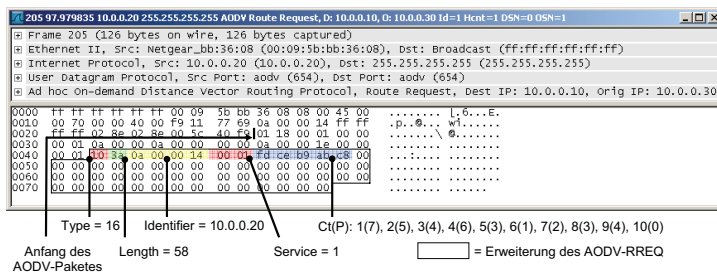 205 97.979835 10.0.0.20 255.255.255.255 AODV Route Request, D: 10.0.0.10, O: 10.0.0.30 Id=1 Hcnt=1 DSN=0 OSN=1
Frame 205 (126 bytes on wire, 126 bytes captured)
Ethernet II, Src: Netgear_bb:36:08 (00:09:5b:bb:36:08), Dst: Broadcast (ff:ff:ff:ff:ff:ff)
Internet Protocol, Src: 10.0.0.20 (10.0.0.20), Dst: 255.255.255.255 (255.255.255.255)
User Datagram Protocol, Src Port: aodv (654), Dst Port: aodv (654)
Ad hoc On-demand Distance Vector Routing Protocol, Route Request, Dest IP: 10.0.0.10, Orig IP: 10.0.0.30
0000 ff ff ff ff ff ff 00 09 5b bb 36 08 08 00 45 00 ........ [.6...E.
0010 00 70 00 00 40 00 f9 11 77 69 0a 00 00 14 ff ff .p..@... wi......
0020 ff ff 02 8e 02 8e 00 5c 40 f9 01 18 00 01 00 00 .......\ @.......
0030 00 01 0a 00 00 0a 00 00 00 00 0a 00 00 1e 00 00 ........ ........
0040 00 01 10 3a 0a 00 00 14 00 01 fd ce b9 ab c8 00 ...:.... ........
0050 00 00 00 00 00 00 00 00 00 00 00 00 00 00 00 00 ........ ........
0060 00 00 00 00 00 00 00 00 00 00 00 00 00 00 00 00 ........ ........
0070 00 00 00 00 00 00 00 00 00 00 00 00 00 00 ........ ......
Type = 16 Identifier = 10.0.0.20 Ct(P): 1(7), 2(5), 3(4), 4(6), 5(3), 6(1), 7(2), 8(3), 9(4), 10(0)
Anfang des AODV-Paketes Length = 58 Service = 1 = Erweiterung des AODV-RREQ